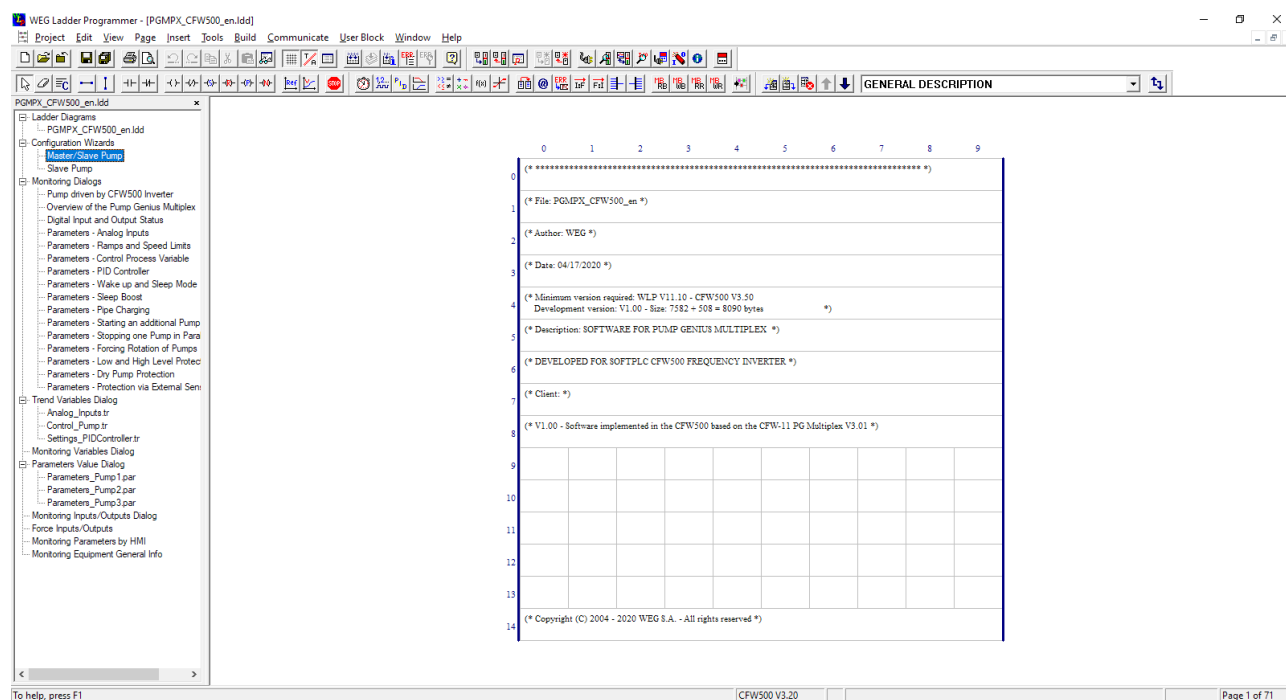 WEG Ladder Programmer - [PGMPX_CFW500_en.ldd]
Project Edit View Page Insert Tools Build Communicate User Block Window Help
GENERAL DESCRIPTION
PGMPX_CFW500_en.ldd
Ladder Diagrams
PGMPX_CFW500_en.ldd
Configuration Wizards
Master/Slave Pump
Slave Pump
Monitoring Dialogs
Pump driven by CFW500 Inverter
Overview of the Pump Genius Multiplex
Digital Input and Output Status
Parameters - Analog Inputs
Parameters - Ramps and Speed Limits
Parameters - Control Process Variable
Parameters - PID Controller
Parameters - Wake up and Sleep Mode
Parameters - Sleep Boost
Parameters - Pipe Charging
Parameters - Starting an additional Pump
Parameters - Stopping one Pump in Para
Parameters - Forcing Rotation of Pumps
Parameters - Low and High Level Protec
Parameters - Dry Pump Protection
Parameters - Protection via External Sen
Trend Variables Dialog
Analog_Inputs.tr
Control_Pump.tr
Settings_PIDController.tr
Monitoring Variables Dialog
Parameters Value Dialog
Parameters_Pump1.par
Parameters_Pump2.par
Parameters_Pump3.par
Monitoring Inputs/Outputs Dialog
Force Inputs/Outputs
Monitoring Parameters by HMI
Monitoring Equipment General Info
0 1 2 3 4 5 6 7 8 9
0 (* ****************************************************************************** *)
1 (* File: PGMPX_CFW500_en *)
2 (* Author: WEG *)
3 (* Date: 04/17/2020 *)
(* Minimum version required: WLP V11.10 - CFW500 V3.50
4 Development version: V1.00 - Size: 7582 + 508 = 8090 bytes *)
5 (* Description: SOFTWARE FOR PUMP GENIUS MULTIPLEX *)
6 (* DEVELOPED FOR SOFTPLC CFW500 FREQUENCY INVERTER *)
7 (* Client: *)
8 (* V1.00 - Software implemented in the CFW500 based on the CFW-11 PG Multiplex V3.01 *)
9
10
11
12
13
14 (* Copyright (C) 2004 - 2020 WEG S.A. - All rights reserved *)
To help, press F1
CFW500 V3.20
Page 1 of 71